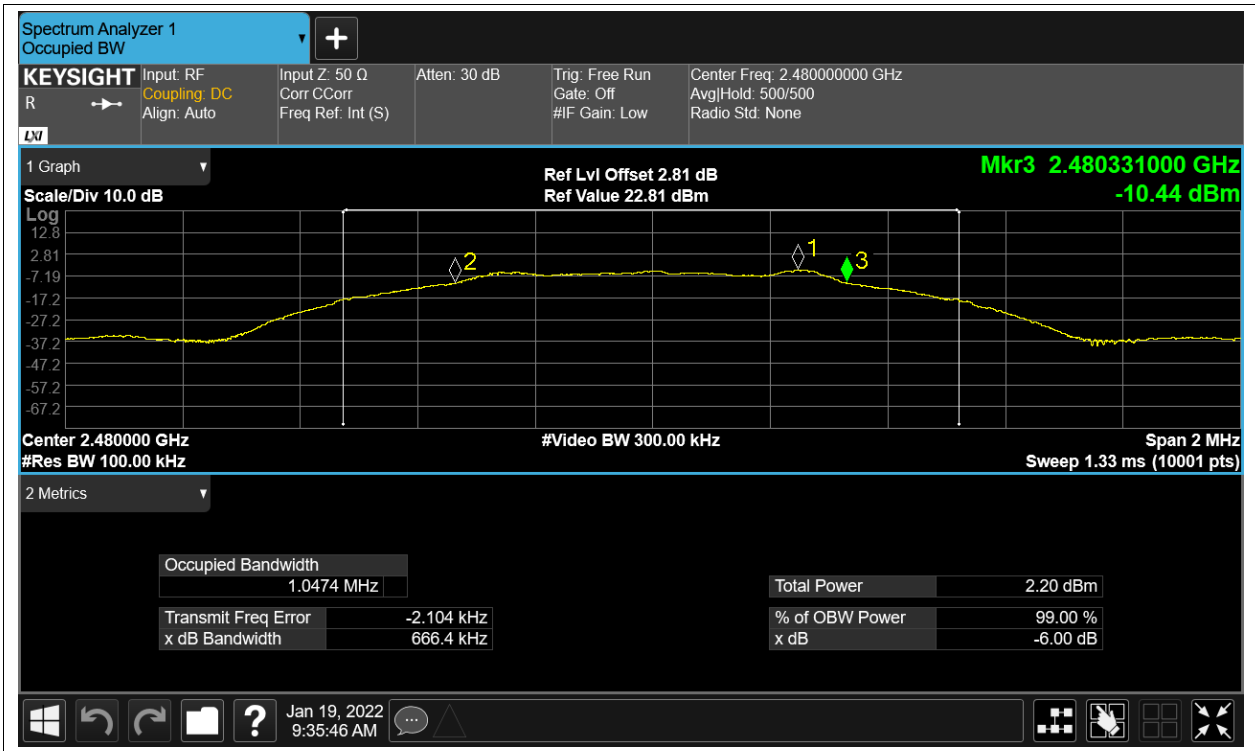 Spectrum Analyzer 1
Occupied BW
+
KEYSIGHT
R
LXI
Input: RF
Coupling: DC
Align: Auto
Input Z: 50 Ω
Corr CCorr
Freq Ref: Int (S)
Atten: 30 dB
Trig: Free Run
Gate: Off
#IF Gain: Low
Center Freq: 2.480000000 GHz
Avg|Hold: 500/500
Radio Std: None
1 Graph
Scale/Div 10.0 dB
Ref Lvl Offset 2.81 dB
Ref Value 22.81 dBm
Mkr3 2.480331000 GHz
-10.44 dBm
Log
12.8
2.81
-7.19
-17.2
-27.2
-37.2
-47.2
-57.2
-67.2
2
1
3
Center 2.480000 GHz
#Video BW 300.00 kHz
Span 2 MHz
#Res BW 100.00 kHz
Sweep 1.33 ms (10001 pts)
2 Metrics
Occupied Bandwidth
1.0474 MHz
Total Power 2.20 dBm
Transmit Freq Error -2.104 kHz
% of OBW Power 99.00 %
x dB Bandwidth 666.4 kHz
x dB -6.00 dB
?
Jan 19, 2022
9:35:46 AM